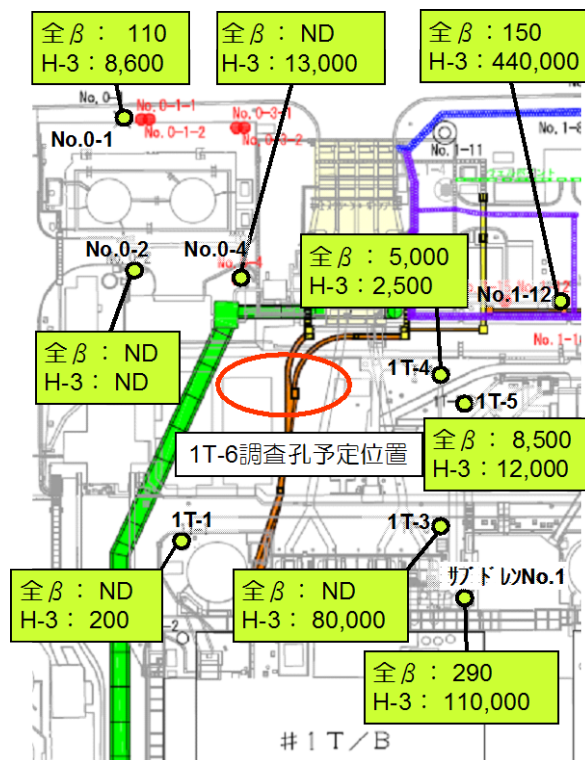 全β： 110
H-3：8,600
全β： ND
H-3：13,000
全β：150
H-3：440,000
No.0-1-1
No.0-3-1
No.0-1-2
No.0-3-2
No.0-1
No.1-11
No.0-2
No.0-4
全β：5,000
H-3：2,500
No.1-12
全β： ND
H-3： ND
1T-4
1T-5
1T-6調査孔予定位置
全β：8,500
H-3：12,000
1T-1
1T-3
全β：ND
H-3：200
全β：ND
H-3：80,000
ｻﾌﾞﾄﾞﾚﾝNo.1
全β：290
H-3：110,000
#1T/B